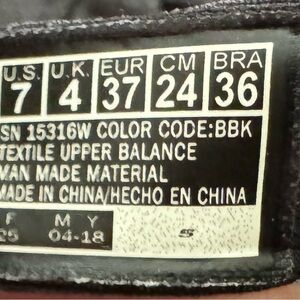 U.S. U.K. EUR CM BRA
7 4 37 24 36
SN 15316W COLOR CODE:BBK
TEXTILE UPPER BALANCE
MAN MADE MATERIAL
MADE IN CHINA/HECHO EN CHINA
F M Y
25 04-18